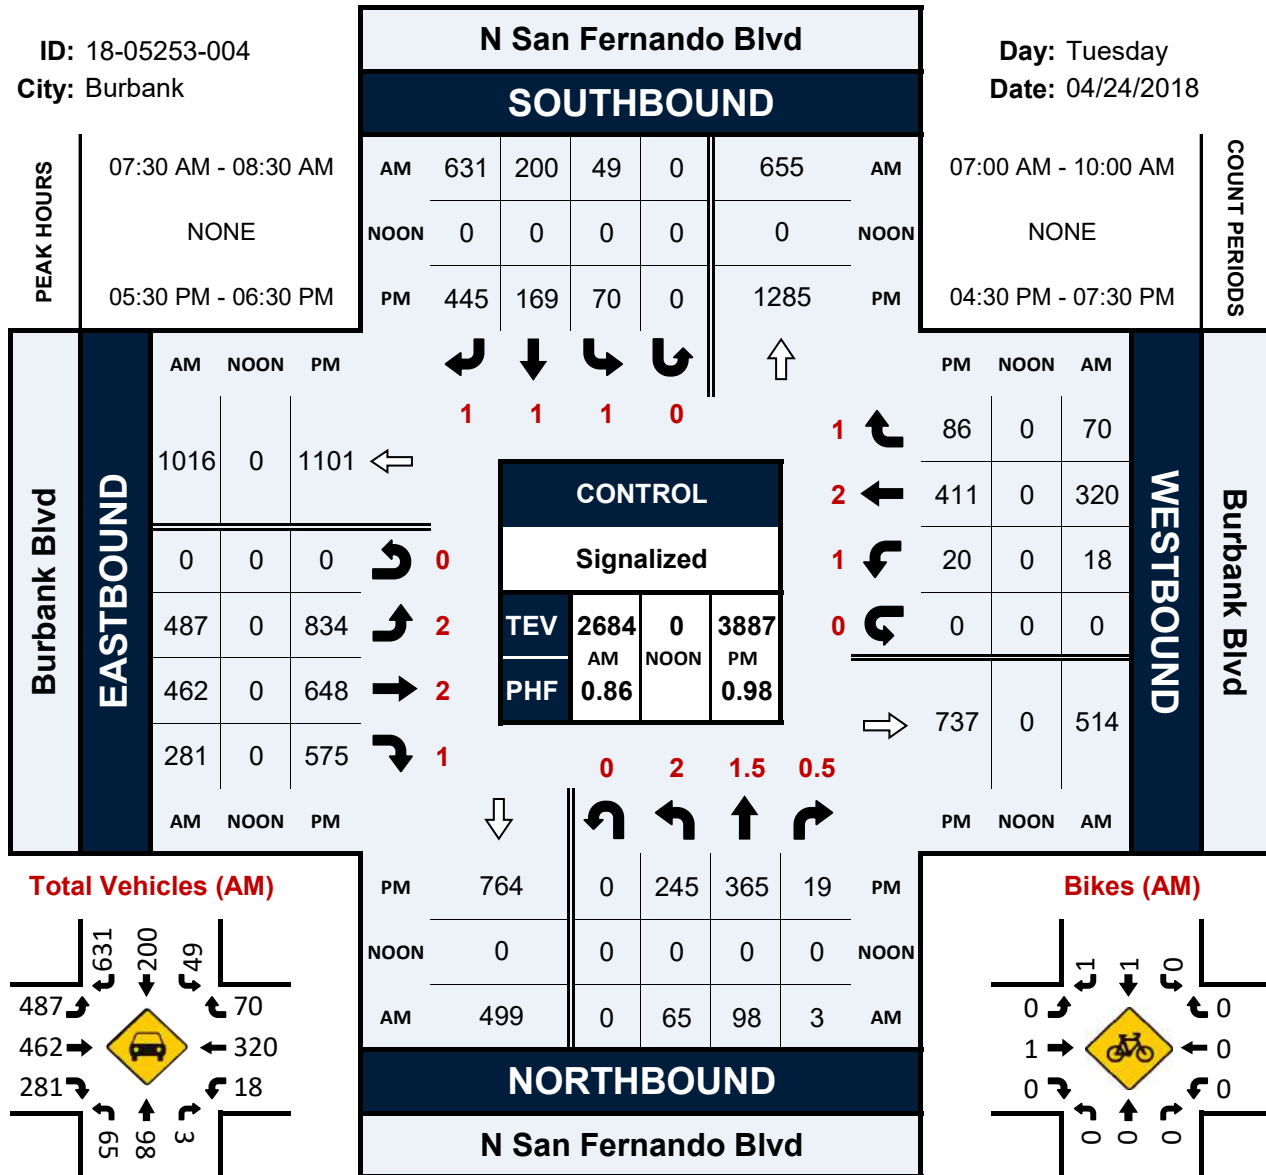 ID: 18-05253-004
City: Burbank
N San Fernando Blvd
SOUTHBOUND
Day: Tuesday
Date: 04/24/2018
PEAK HOURS
07:30 AM - 08:30 AM
NONE
05:30 PM - 06:30 PM
AM 631 200 49 0 655 AM
NOON 0 0 0 0 0 NOON
PM 445 169 70 0 1285 PM
1 1 1 0
07:00 AM - 10:00 AM
NONE
04:30 PM - 07:30 PM
COUNT PERIODS
Burbank Blvd
EASTBOUND
AM NOON PM
1016 0 1101
0 0 0 0
487 0 834 2
462 0 648 2
281 0 575 1
AM NOON PM
CONTROL
Signalized
TEV 2684 0 3887
AM NOON PM
PHF 0.86 0.98
PM NOON AM
1 86 0 70
2 411 0 320
1 20 0 18
0 0 0 0
737 0 514
PM NOON AM
WESTBOUND
Burbank Blvd
0 2 1.5 0.5
PM 764 0 245 365 19 PM
NOON 0 0 0 0 0 NOON
AM 499 0 65 98 3 AM
NORTHBOUND
N San Fernando Blvd
Total Vehicles (AM)
631 200 49
487 70
462 320
281 18
65 98 3
Bikes (AM)
1 1 0
0 0
1 0
0 0
0 0 0